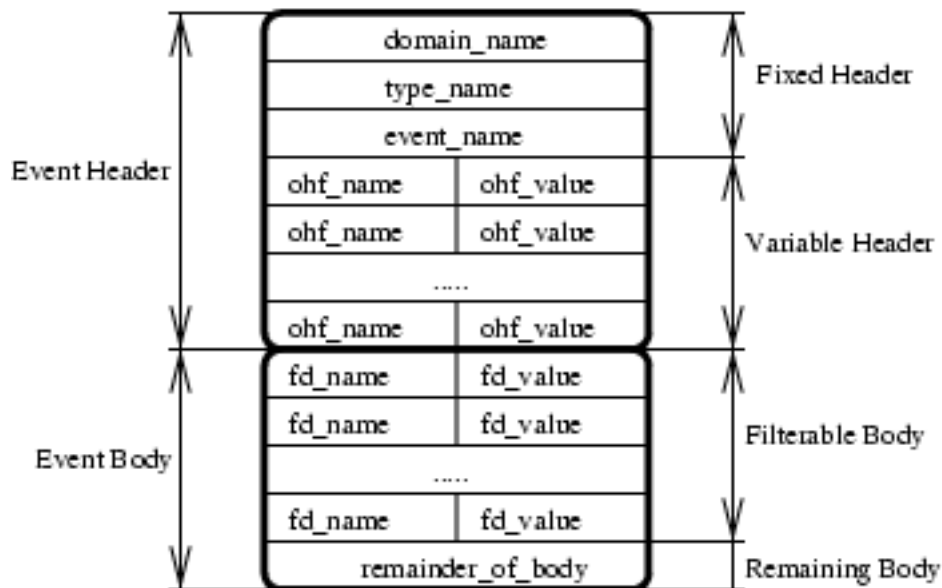 domain_name
Fixed Header
type_name
event_name
Event Header
ohf_name ohf_value
ohf_name ohf_value
Variable Header
.....
ohf_name ohf_value
fd_name fd_value
fd_name fd_value
Filterable Body
Event Body
.....
fd_name fd_value
remainder_of_body
Remaining Body